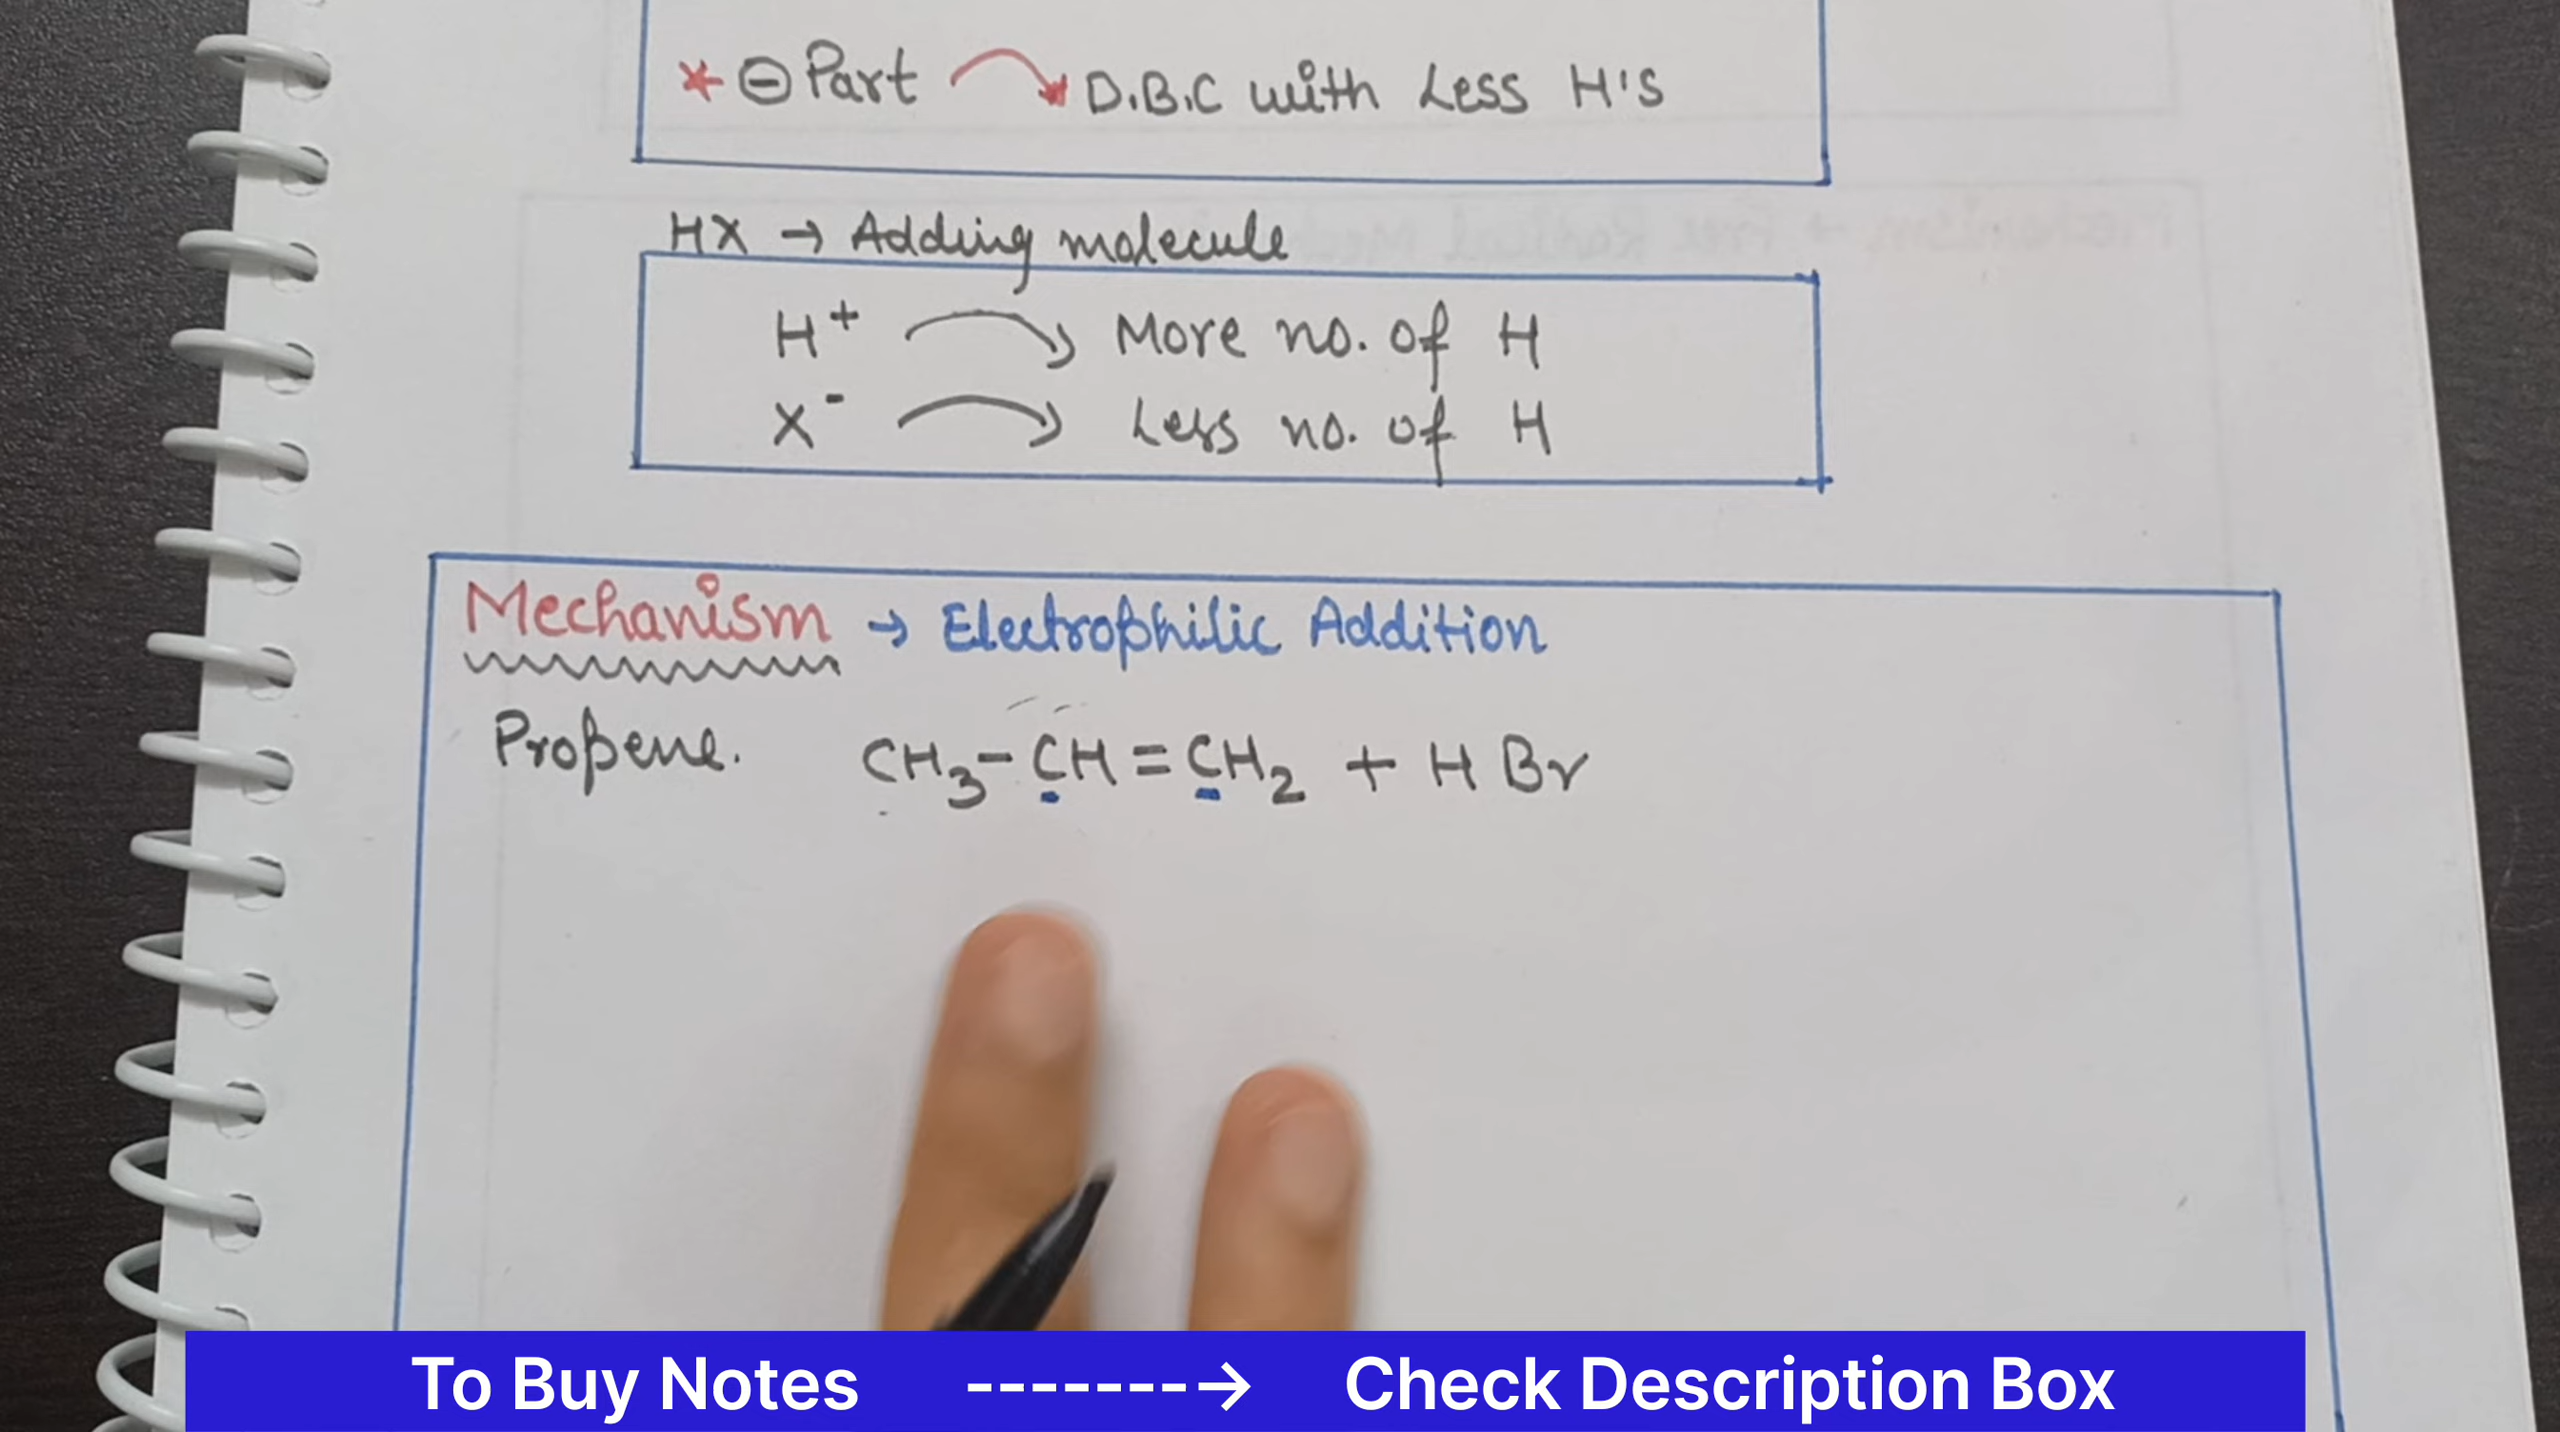 * ⊖ Part → D.B.C with Less H'S
HX → Adding molecule
H⁺ → More no. of H
X⁻ → Less no. of H
Mechanism → Electrophilic Addition
Propene. CH₃-CH=CH₂ + H Br
To Buy Notes -------> Check Description Box